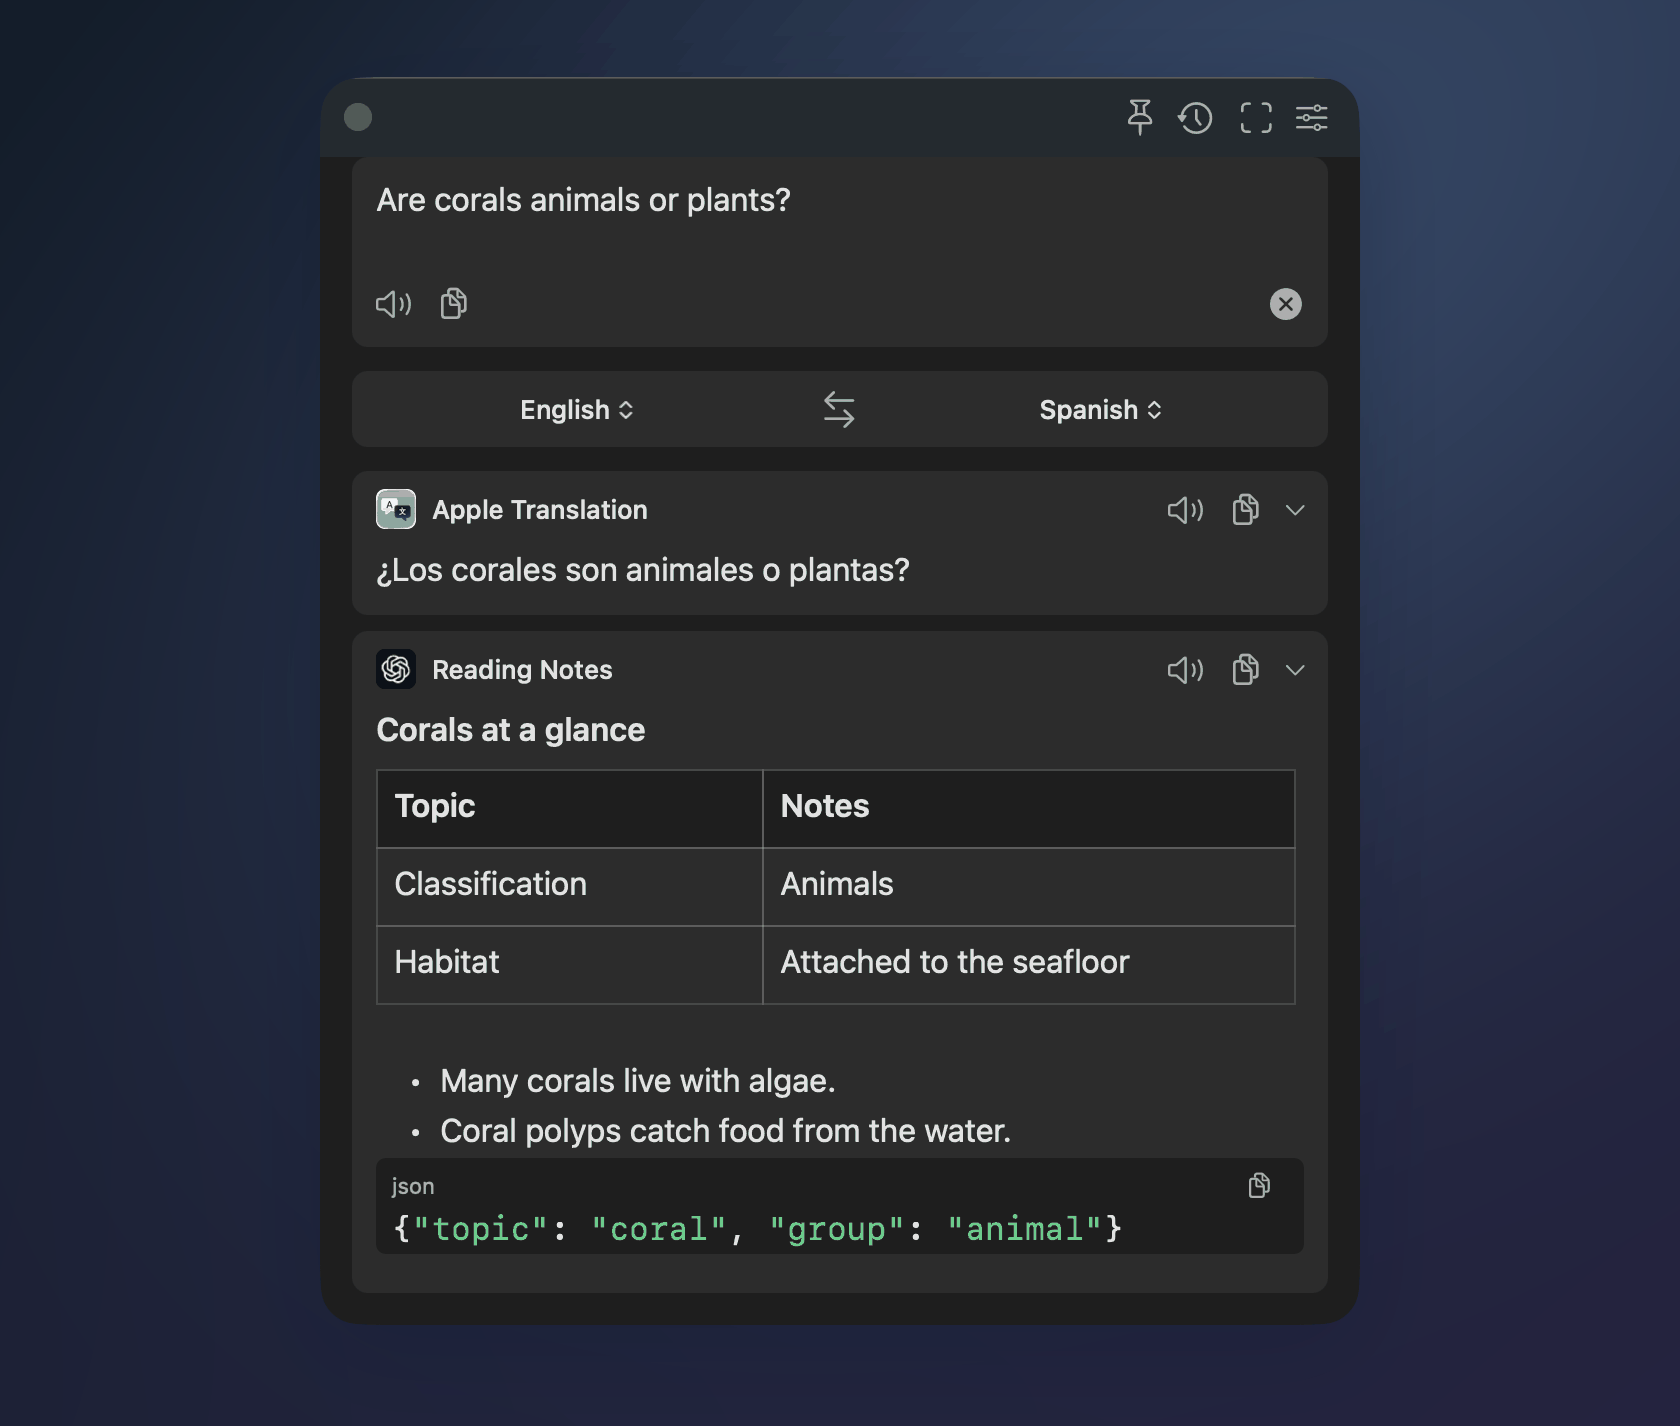 Are corals animals or plants?
English
Spanish
Apple Translation
¿Los corales son animales o plantas?
Reading Notes
Corals at a glance
Topic Notes
Classification Animals
Habitat Attached to the seafloor
• Many corals live with algae.
• Coral polyps catch food from the water.
json
{"topic": "coral", "group": "animal"}